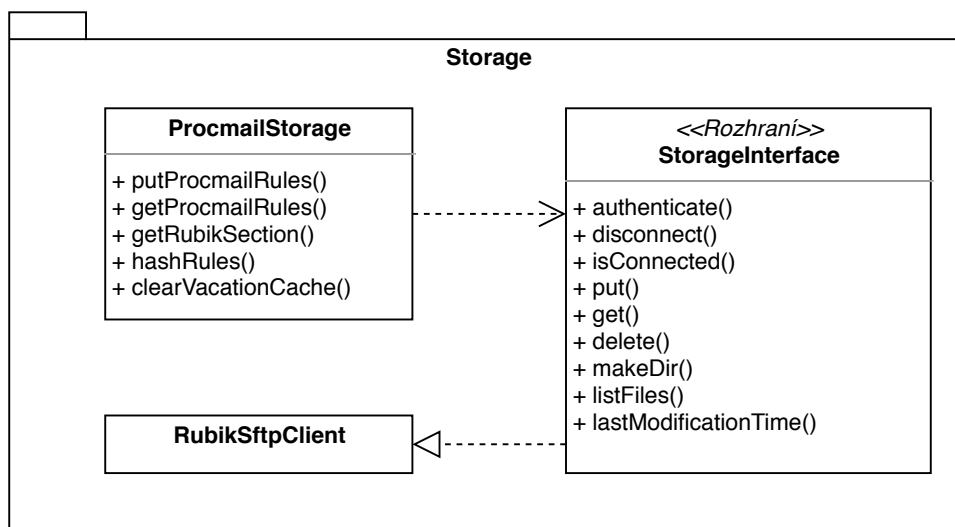 Storage
ProcmailStorage
+ putProcmailRules()
+ getProcmailRules()
+ getRubikSection()
+ hashRules()
+ clearVacationCache()
<<Rozhraní>>
StorageInterface
+ authenticate()
+ disconnect()
+ isConnected()
+ put()
+ get()
+ delete()
+ makeDir()
+ listFiles()
+ lastModificationTime()
RubikSftpClient